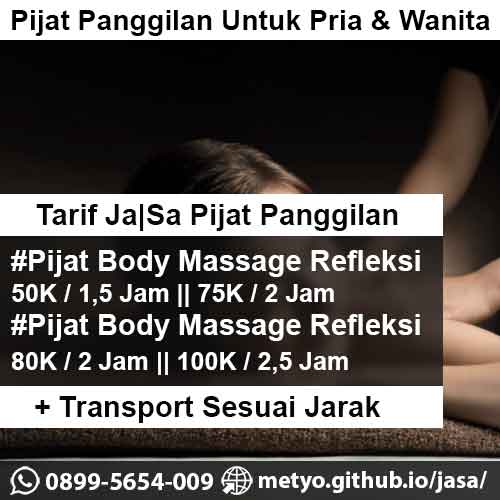 Pijat Panggilan Untuk Pria & Wanita
Tarif Ja|Sa Pijat Panggilan
#Pijat Body Massage Refleksi
50K / 1,5 Jam || 75K / 2 Jam
#Pijat Body Massage Refleksi
80K / 2 Jam || 100K / 2,5 Jam
+ Transport Sesuai Jarak
0899-5654-009 metyo.github.io/jasa/